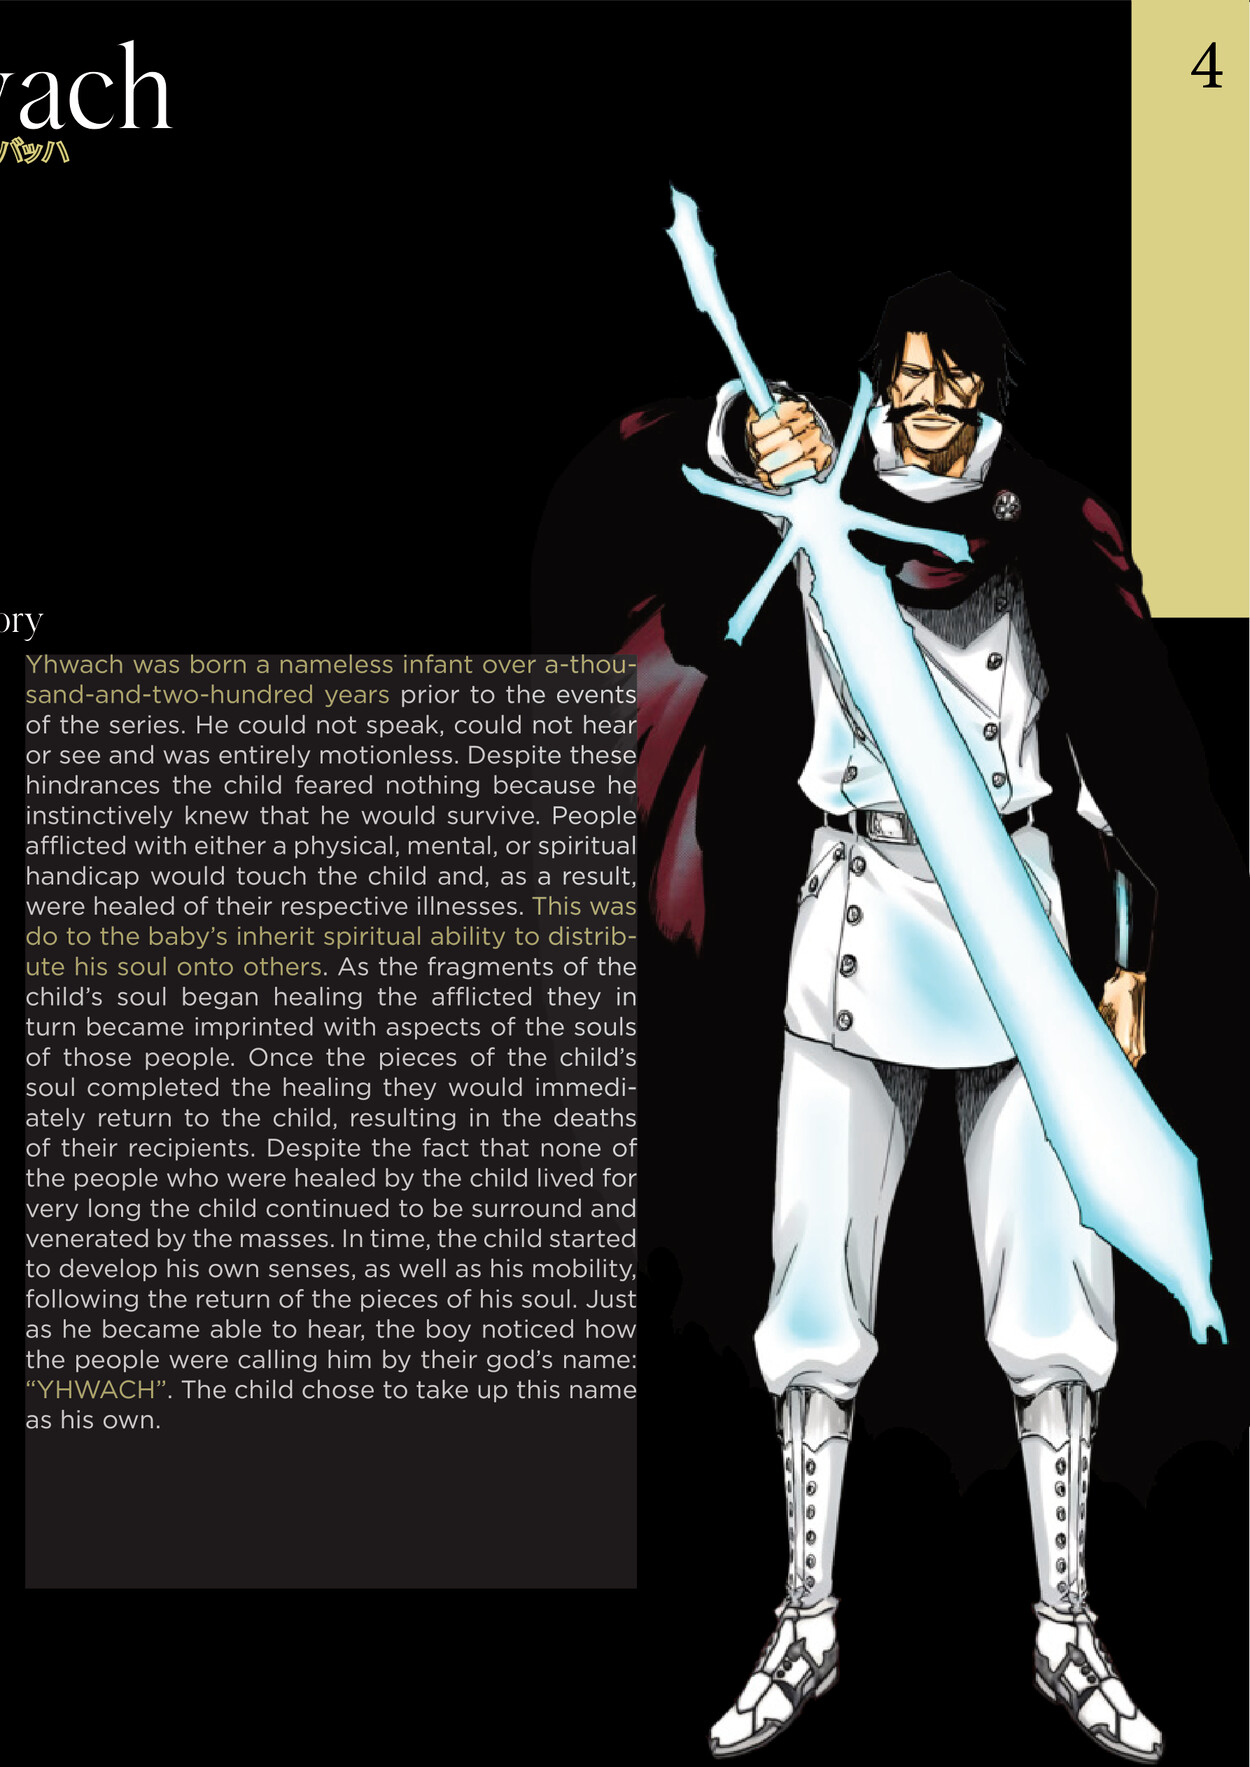 4
wach
バッハ
ory
Yhwach was born a nameless infant over a-thou-
sand-and-two-hundred years prior to the events
of the series. He could not speak, could not hear
or see and was entirely motionless. Despite these
hindrances the child feared nothing because he
instinctively knew that he would survive. People
afflicted with either a physical, mental, or spiritual
handicap would touch the child and, as a result,
were healed of their respective illnesses. This was
do to the baby’s inherit spiritual ability to distrib-
ute his soul onto others. As the fragments of the
child’s soul began healing the afflicted they in
turn became imprinted with aspects of the souls
of those people. Once the pieces of the child’s
soul completed the healing they would immedi-
ately return to the child, resulting in the deaths
of their recipients. Despite the fact that none of
the people who were healed by the child lived for
very long the child continued to be surround and
venerated by the masses. In time, the child started
to develop his own senses, as well as his mobility,
following the return of the pieces of his soul. Just
as he became able to hear, the boy noticed how
the people were calling him by their god’s name:
“YHWACH”. The child chose to take up this name
as his own.